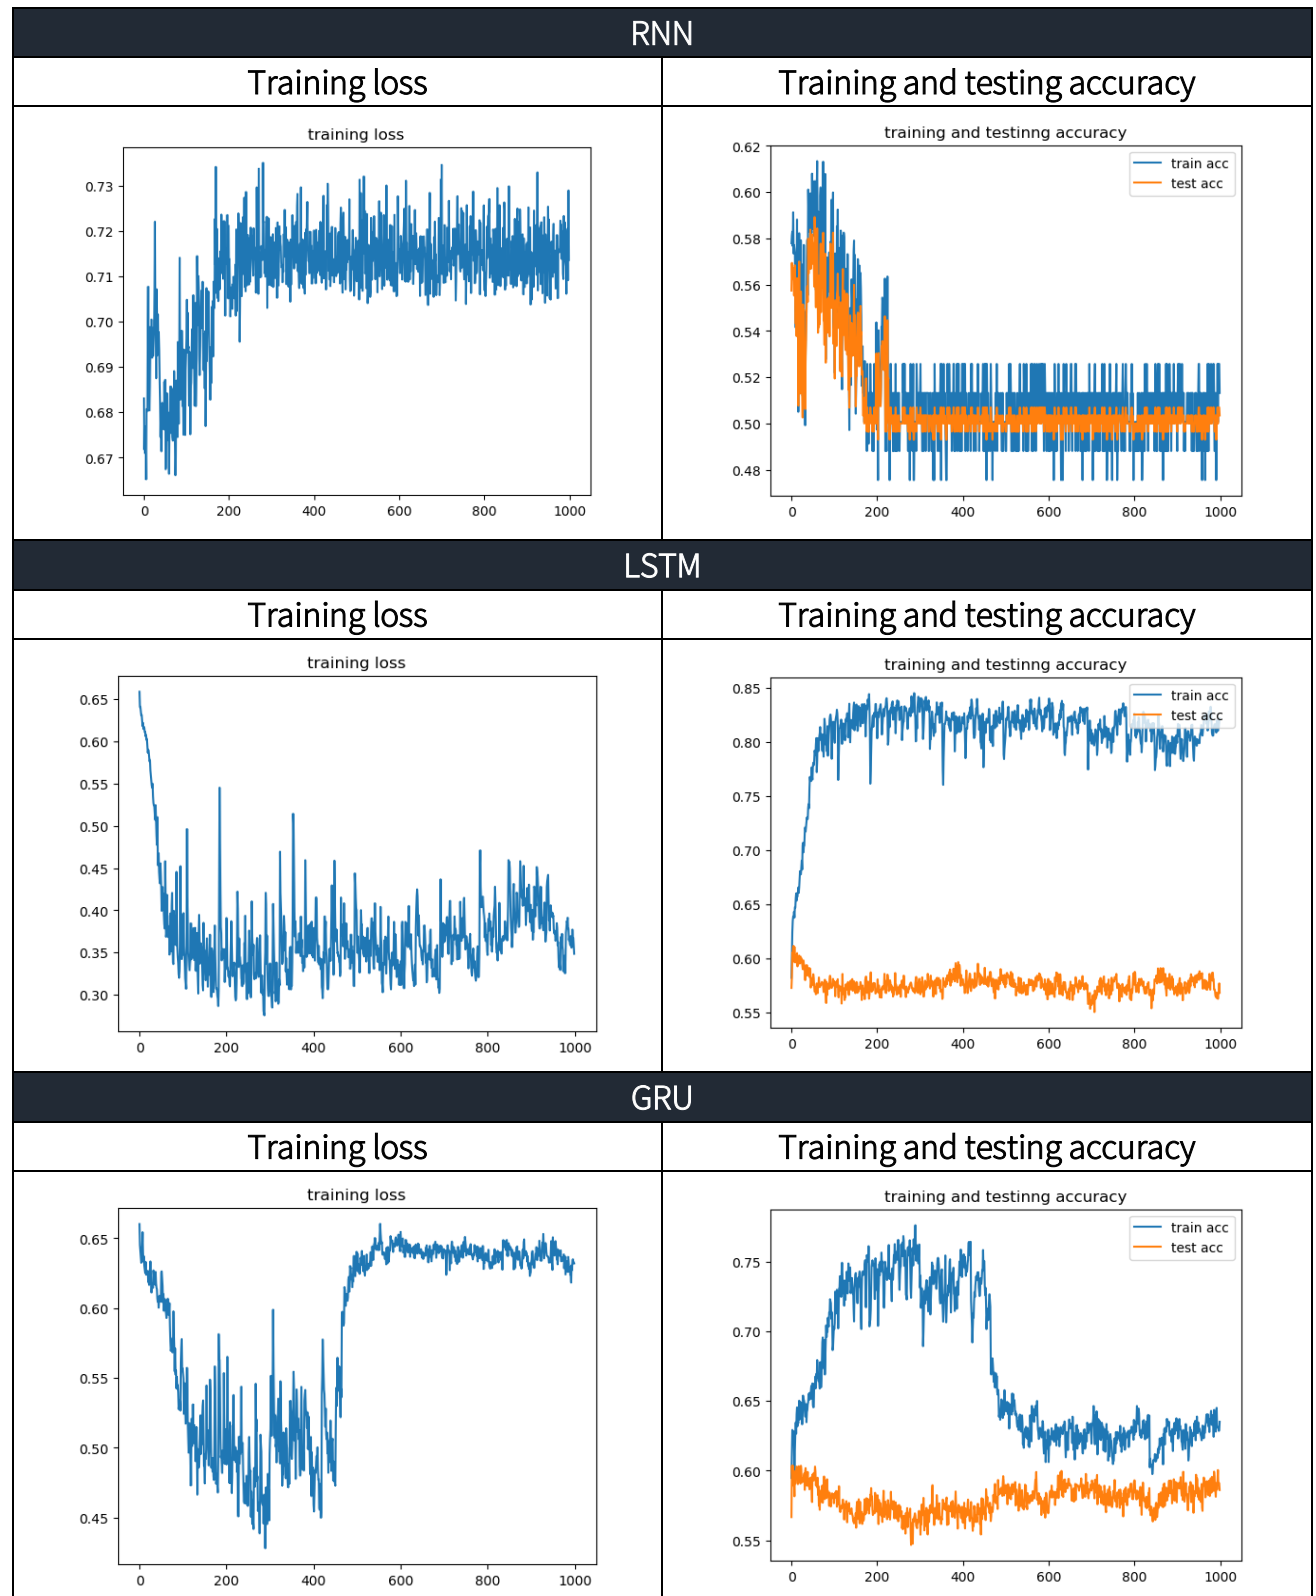 RNN
Training loss
Training and testing accuracy
training loss
0.73
0.72
0.71
0.70
0.69
0.68
0.67
0 200 400 600 800 1000
training and testinng accuracy
train acc
test acc
0.62
0.60
0.58
0.56
0.54
0.52
0.50
0.48
0 200 400 600 800 1000
LSTM
Training loss
Training and testing accuracy
training loss
0.65
0.60
0.55
0.50
0.45
0.40
0.35
0.30
0 200 400 600 800 1000
training and testinng accuracy
train acc
test acc
0.85
0.80
0.75
0.70
0.65
0.60
0.55
0 200 400 600 800 1000
GRU
Training loss
Training and testing accuracy
training loss
0.65
0.60
0.55
0.50
0.45
0 200 400 600 800 1000
training and testinng accuracy
train acc
test acc
0.75
0.70
0.65
0.60
0.55
0 200 400 600 800 1000